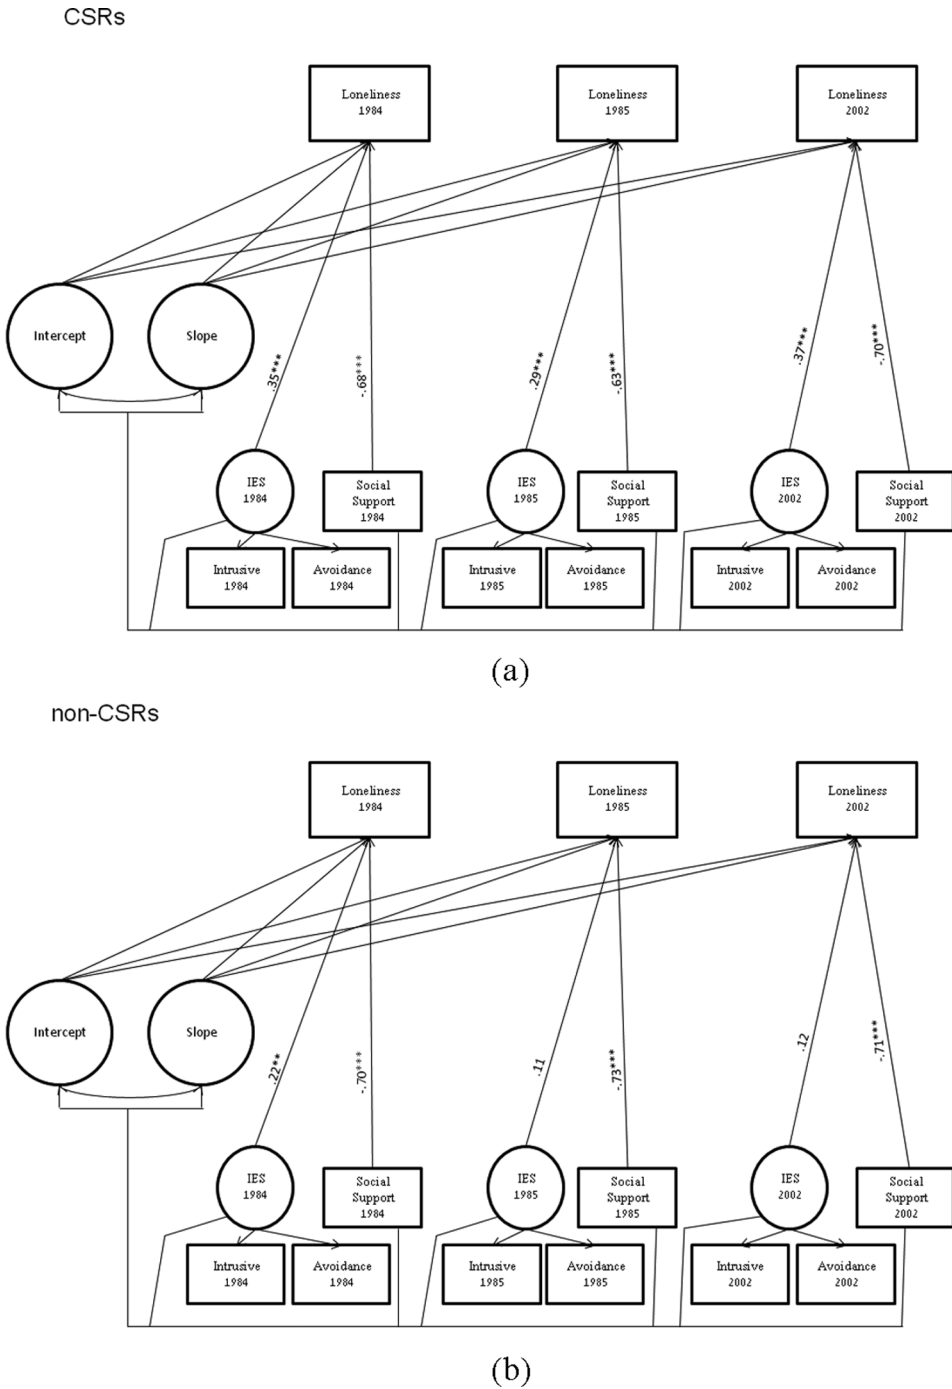 CSRs
Loneliness
1984
Loneliness
1985
Loneliness
2002
Intercept
Slope
.35***
-.68***
.29***
-.63***
.37***
-.70***
IES
1984
Social
Support
1984
IES
1985
Social
Support
1985
IES
2002
Social
Support
2002
Intrusive
1984
Avoidance
1984
Intrusive
1985
Avoidance
1985
Intrusive
2002
Avoidance
2002
(a)
non-CSRs
Loneliness
1984
Loneliness
1985
Loneliness
2002
Intercept
Slope
.22**
-.70***
.11
-.73***
.12
-.71***
IES
1984
Social
Support
1984
IES
1985
Social
Support
1985
IES
2002
Social
Support
2002
Intrusive
1984
Avoidance
1984
Intrusive
1985
Avoidance
1985
Intrusive
2002
Avoidance
2002
(b)